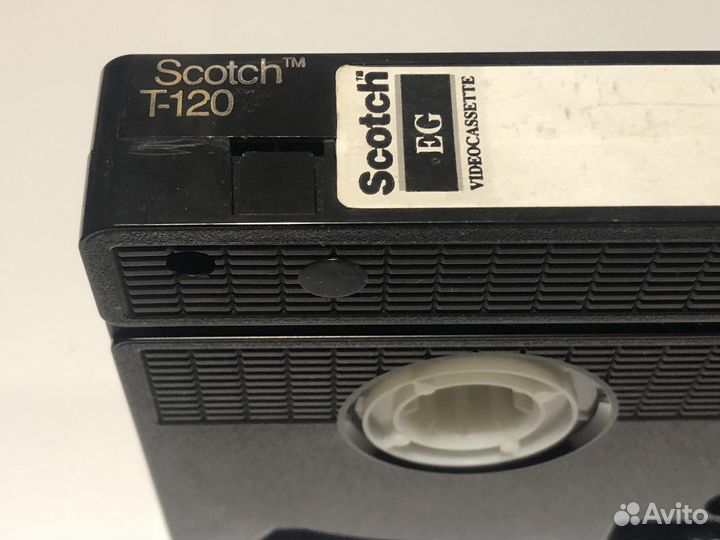 Scotch™
T-120
Scotch™
EG
VIDEOCASSETTE
Avito